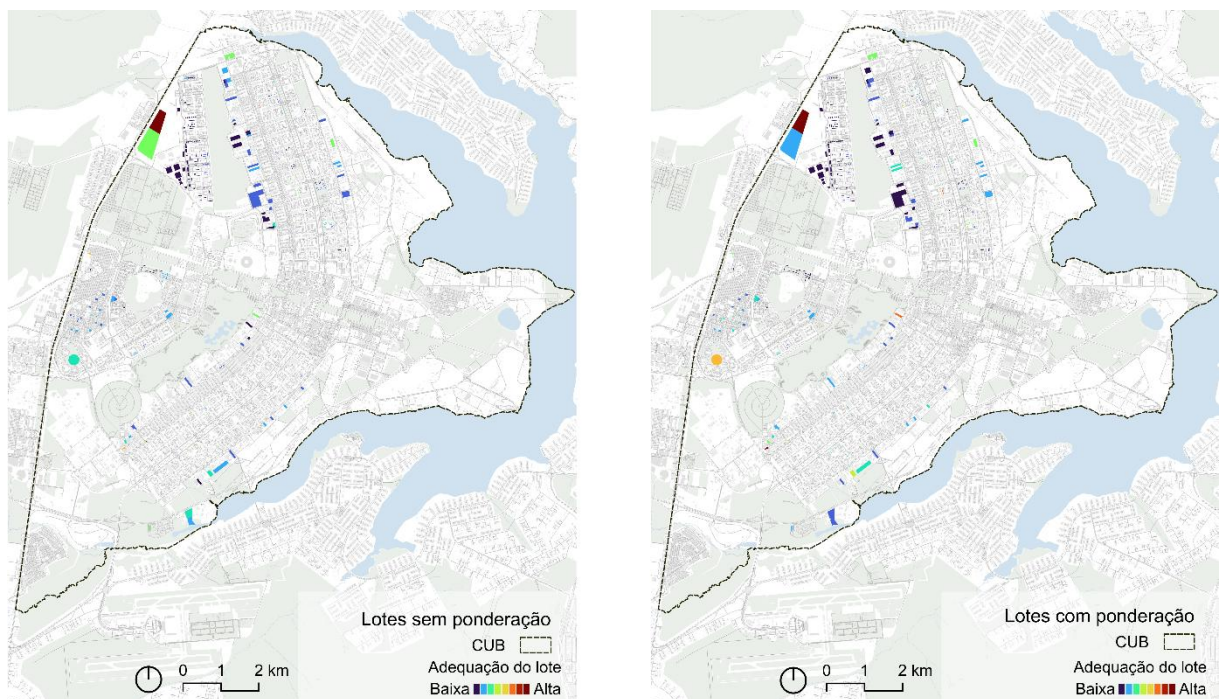 Lotes sem ponderação
CUB
Adequação do lote
Baixa Alta
0 1 2 km
Lotes com ponderação
CUB
Adequação do lote
Baixa Alta
0 1 2 km